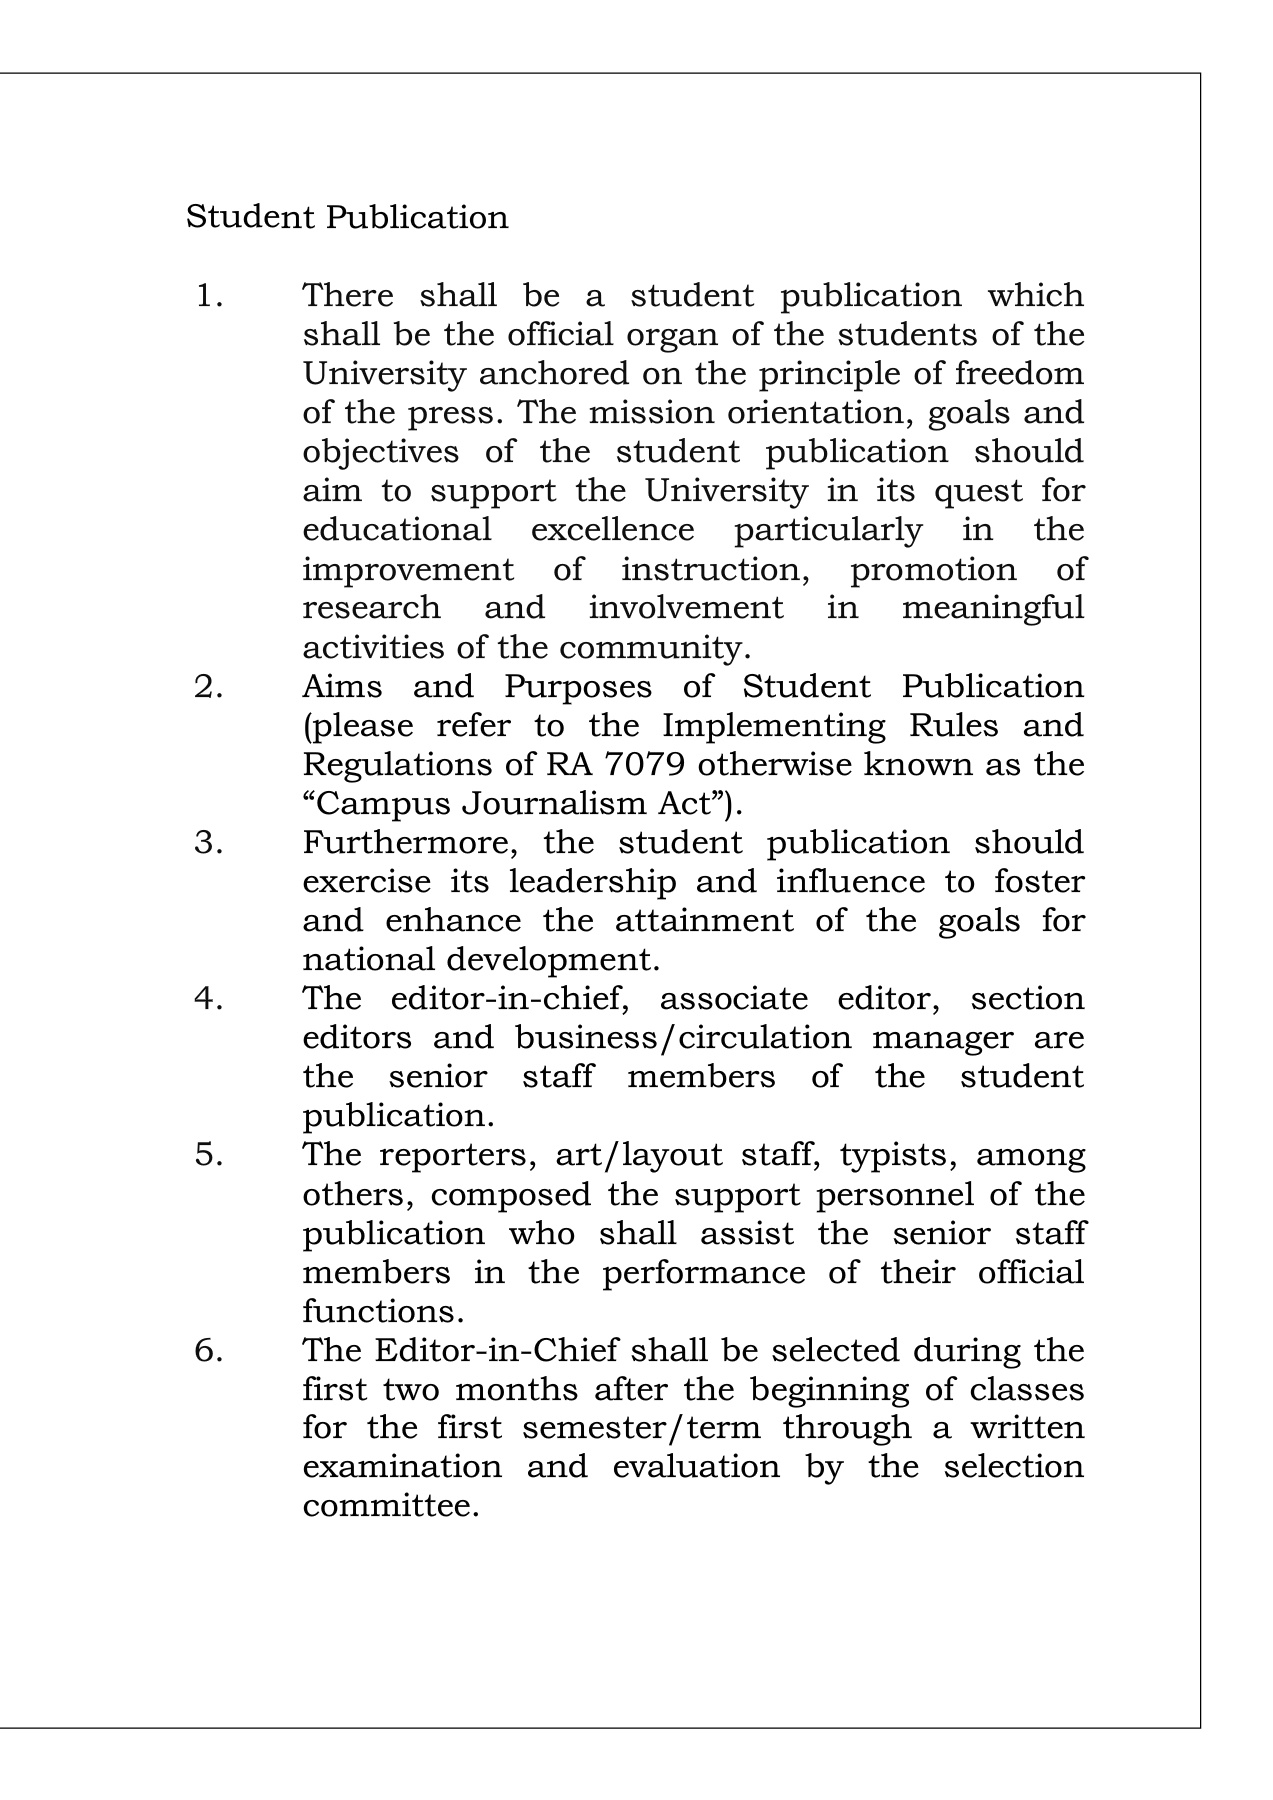 Student Publication
1. There shall be a student publication which
shall be the official organ of the students of the
University anchored on the principle of freedom
of the press. The mission orientation, goals and
objectives of the student publication should
aim to support the University in its quest for
educational excellence particularly in the
improvement of instruction, promotion of
research and involvement in meaningful
activities of the community.
2. Aims and Purposes of Student Publication
(please refer to the Implementing Rules and
Regulations of RA 7079 otherwise known as the
“Campus Journalism Act”).
3. Furthermore, the student publication should
exercise its leadership and influence to foster
and enhance the attainment of the goals for
national development.
4. The editor-in-chief, associate editor, section
editors and business/circulation manager are
the senior staff members of the student
publication.
5. The reporters, art/layout staff, typists, among
others, composed the support personnel of the
publication who shall assist the senior staff
members in the performance of their official
functions.
6. The Editor-in-Chief shall be selected during the
first two months after the beginning of classes
for the first semester/term through a written
examination and evaluation by the selection
committee.